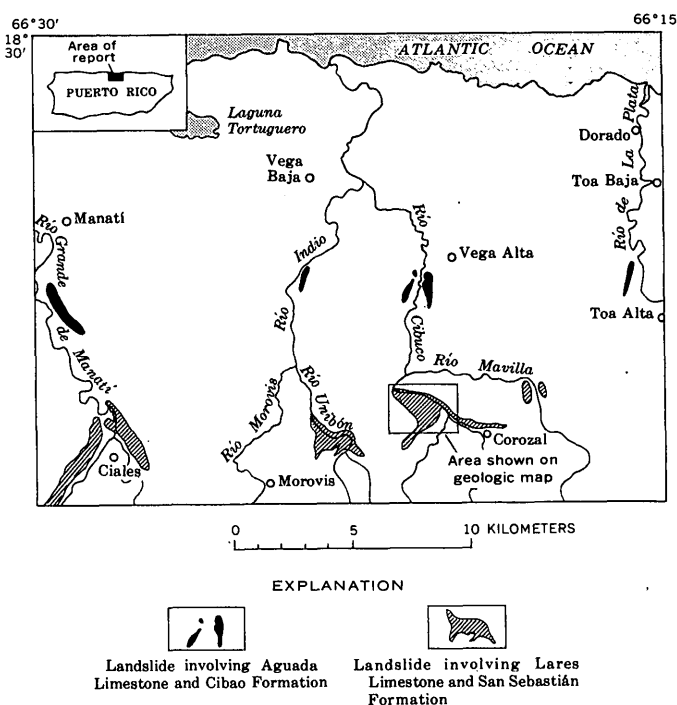 66°30'
66°15
18°
30'
Area of
report
PUERTO RICO
ATLANTIC OCEAN
Laguna
Tortuguero
Vega
Baja
Dorado
Río de La Plata
Toa Baja
Manatí
Río Grande de Manatí
Río Indio
Río Cibuco
Vega Alta
Toa Alta
Río Mavilla
Río Morovis
Río Unibón
Corozal
Area shown on
geologic map
Ciales
Morovis
0 5 10 KILOMETERS
EXPLANATION
Landslide involving Aguada
Limestone and Cibao Formation
Landslide involving Lares
Limestone and San Sebastián
Formation